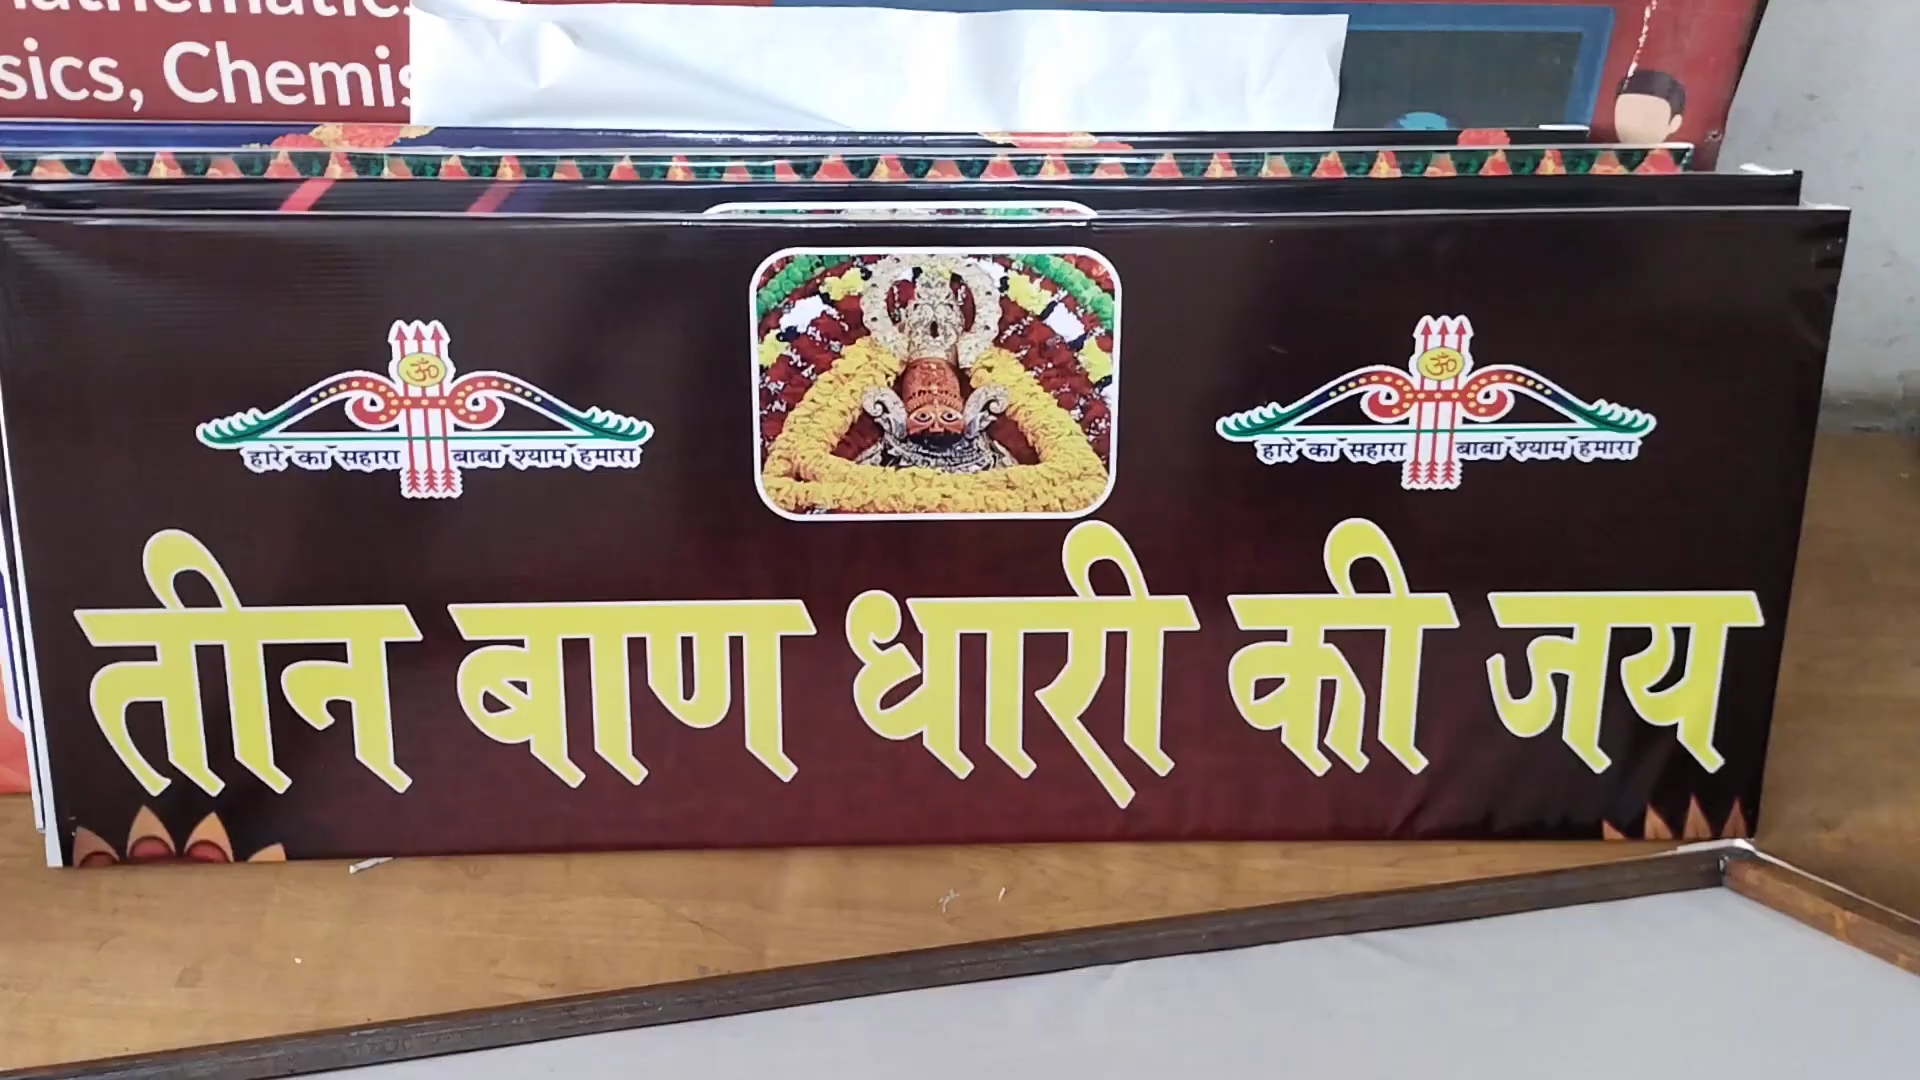 sics, Chemis
ॐ
हारे का सहारा बाबा श्याम हमारा
ॐ
हारे का सहारा बाबा श्याम हमारा
तीन बाण धारी की जय